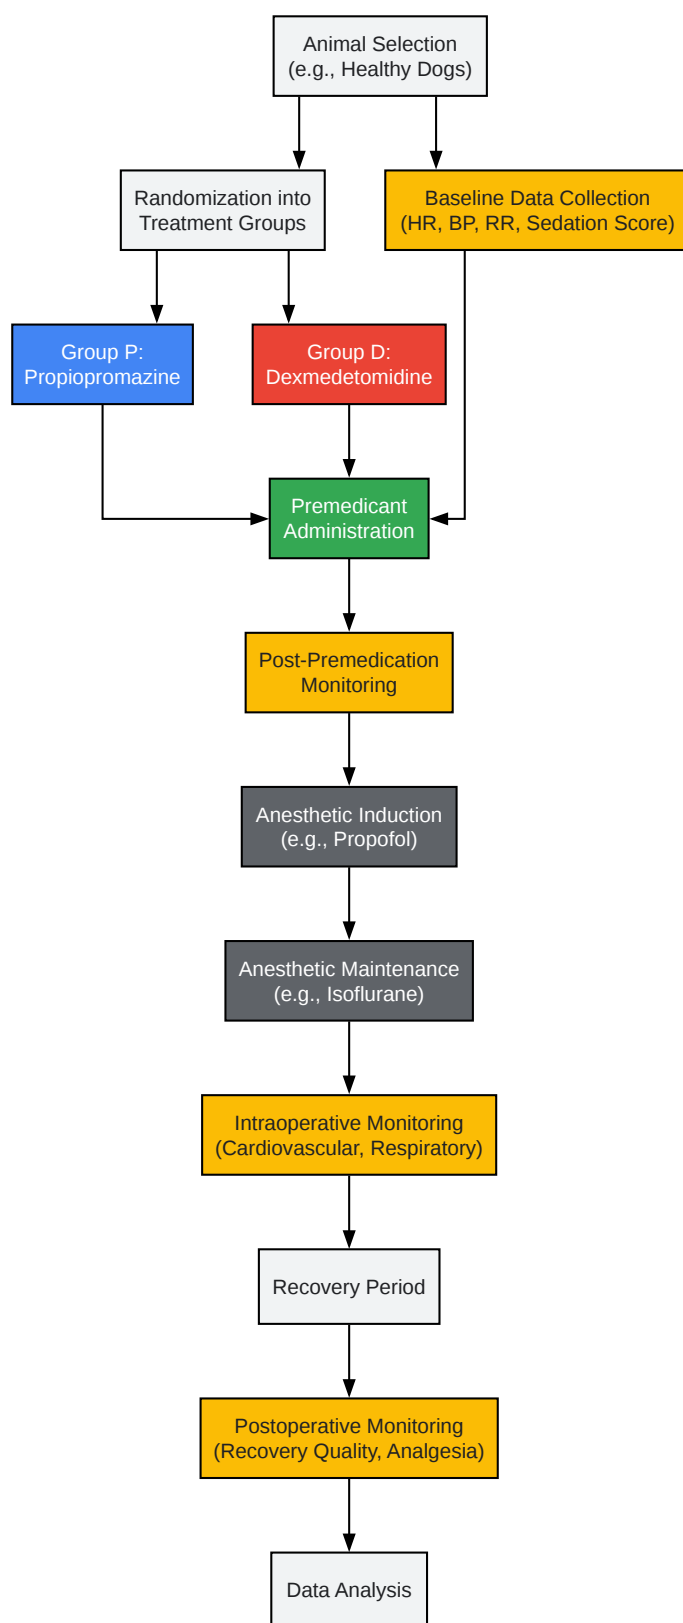 Animal Selection
(e.g., Healthy Dogs)
Randomization into
Treatment Groups
Baseline Data Collection
(HR, BP, RR, Sedation Score)
Group P:
Propiopromazine
Group D:
Dexmedetomidine
Premedicant
Administration
Post-Premedication
Monitoring
Anesthetic Induction
(e.g., Propofol)
Anesthetic Maintenance
(e.g., Isoflurane)
Intraoperative Monitoring
(Cardiovascular, Respiratory)
Recovery Period
Postoperative Monitoring
(Recovery Quality, Analgesia)
Data Analysis